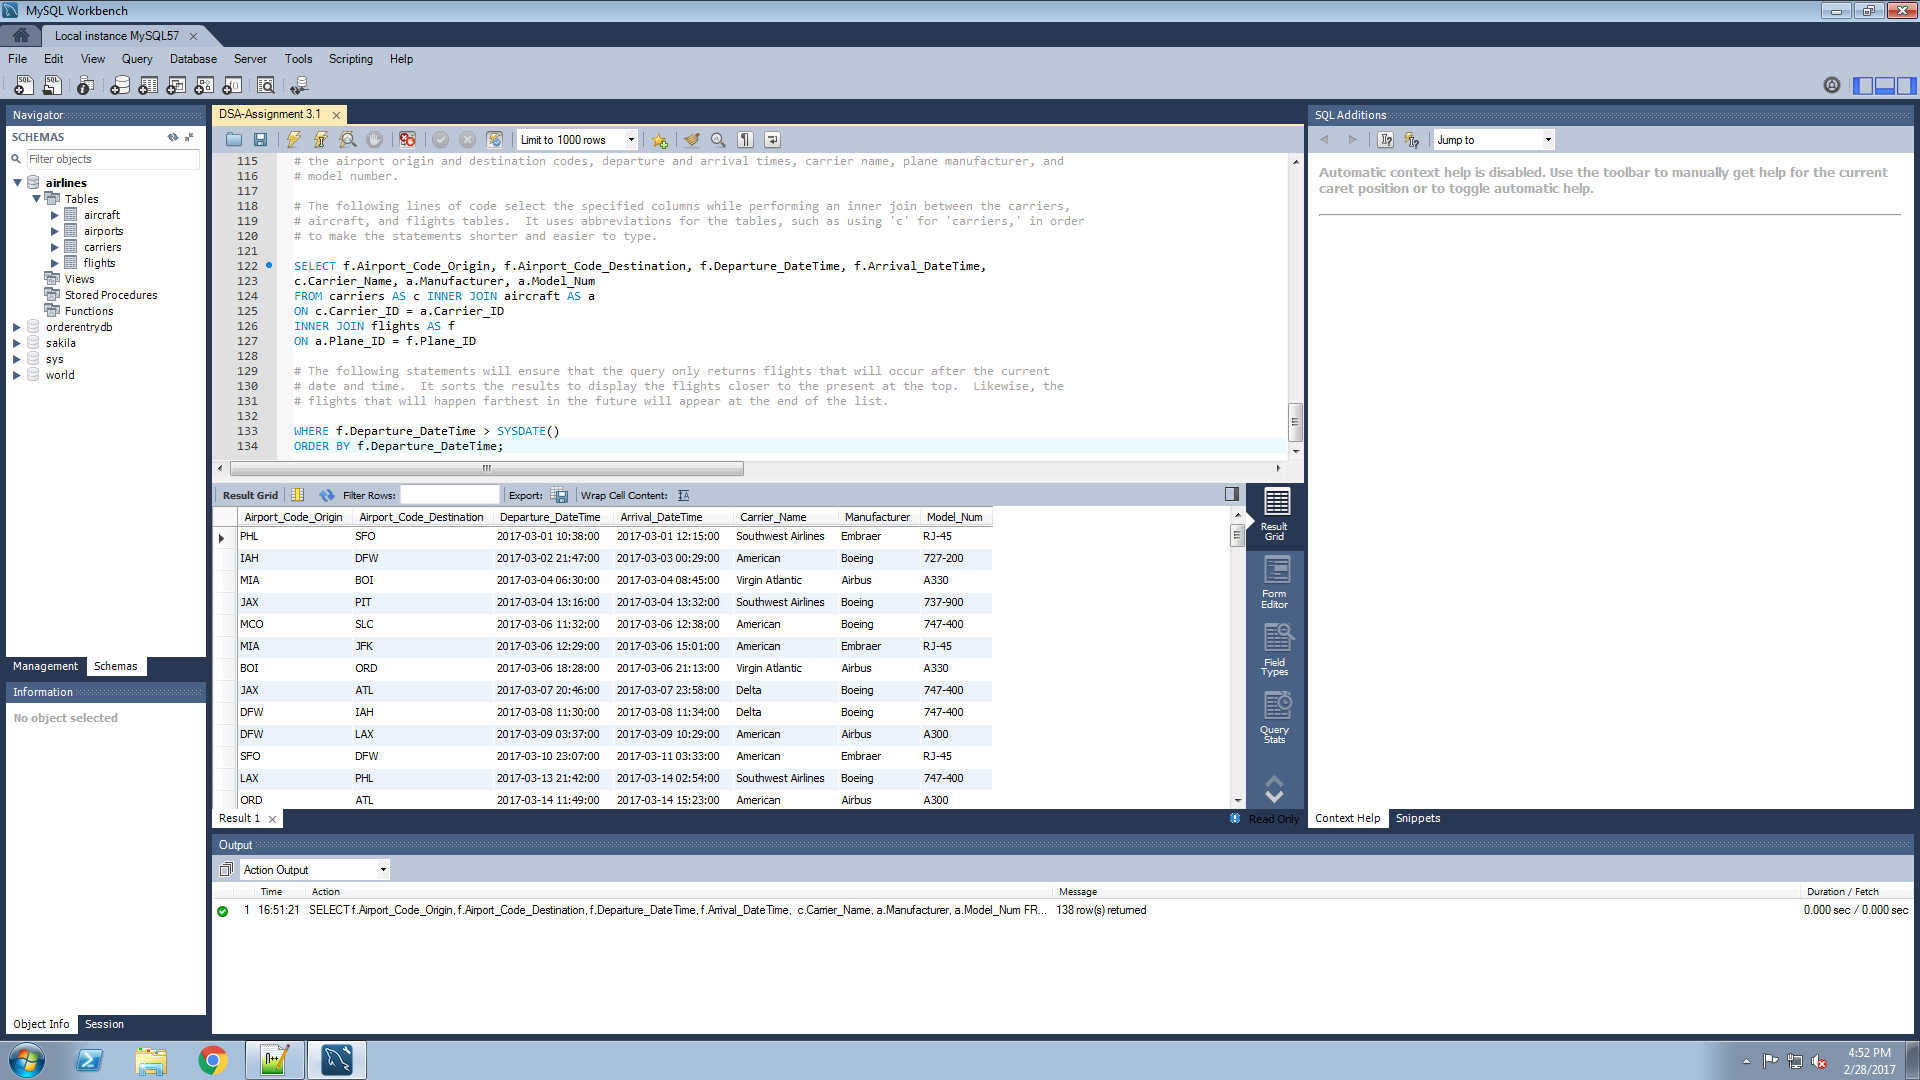 MySQL Workbench
Local instance MySQL57
File Edit View Query Database Server Tools Scripting Help
Navigator
SCHEMAS
Filter objects
airlines
Tables
aircraft
airports
carriers
flights
Views
Stored Procedures
Functions
orderentrydb
sakila
sys
world
Management Schemas
Information
No object selected
Object Info Session
DSA-Assignment 3.1
Limit to 1000 rows
115 # the airport origin and destination codes, departure and arrival times, carrier name, plane manufacturer, and
116 # model number.
117
118 # The following lines of code select the specified columns while performing an inner join between the carriers,
119 # aircraft, and flights tables.  It uses abbreviations for the tables, such as using 'c' for 'carriers,' in order
120 # to make the statements shorter and easier to type.
121
122 SELECT f.Airport_Code_Origin, f.Airport_Code_Destination, f.Departure_DateTime, f.Arrival_DateTime,
123 c.Carrier_Name, a.Manufacturer, a.Model_Num
124 FROM carriers AS c INNER JOIN aircraft AS a
125 ON c.Carrier_ID = a.Carrier_ID
126 INNER JOIN flights AS f
127 ON a.Plane_ID = f.Plane_ID
128
129 # The following statements will ensure that the query only returns flights that will occur after the current
130 # date and time.  It sorts the results to display the flights closer to the present at the top.  Likewise, the
131 # flights that will happen farthest in the future will appear at the end of the list.
132
133 WHERE f.Departure_DateTime > SYSDATE()
134 ORDER BY f.Departure_DateTime;
Result Grid Filter Rows: Export: Wrap Cell Content:
Airport_Code_Origin Airport_Code_Destination Departure_DateTime Arrival_DateTime Carrier_Name Manufacturer Model_Num
PHL SFO 2017-03-01 10:38:00 2017-03-01 12:15:00 Southwest Airlines Embraer RJ-45
IAH DFW 2017-03-02 21:47:00 2017-03-03 00:29:00 American Boeing 727-200
MIA BOI 2017-03-04 06:30:00 2017-03-04 08:45:00 Virgin Atlantic Airbus A330
JAX PIT 2017-03-04 13:16:00 2017-03-04 13:32:00 Southwest Airlines Boeing 737-900
MCO SLC 2017-03-06 11:32:00 2017-03-06 12:38:00 American Boeing 747-400
MIA JFK 2017-03-06 12:29:00 2017-03-06 15:01:00 American Embraer RJ-45
BOI ORD 2017-03-06 18:28:00 2017-03-06 21:13:00 Virgin Atlantic Airbus A330
JAX ATL 2017-03-07 20:46:00 2017-03-07 23:58:00 Delta Boeing 747-400
DFW IAH 2017-03-08 11:30:00 2017-03-08 11:34:00 Delta Boeing 747-400
DFW LAX 2017-03-09 03:37:00 2017-03-09 10:29:00 American Airbus A300
SFO DFW 2017-03-10 23:07:00 2017-03-11 03:33:00 American Embraer RJ-45
LAX PHL 2017-03-13 21:42:00 2017-03-14 02:54:00 Southwest Airlines Boeing 747-400
ORD ATL 2017-03-14 11:49:00 2017-03-14 15:23:00 American Airbus A300
Result Grid
Form Editor
Field Types
Query Stats
Result 1
Read Only
SQL Additions
Jump to
Automatic context help is disabled. Use the toolbar to manually get help for the current
caret position or to toggle automatic help.
Context Help Snippets
Output
Action Output
Time Action Message Duration / Fetch
1 16:51:21 SELECT f.Airport_Code_Origin, f.Airport_Code_Destination, f.Departure_DateTime, f.Arrival_DateTime,  c.Carrier_Name, a.Manufacturer, a.Model_Num FR... 138 row(s) returned 0.000 sec / 0.000 sec
4:52 PM
2/28/2017